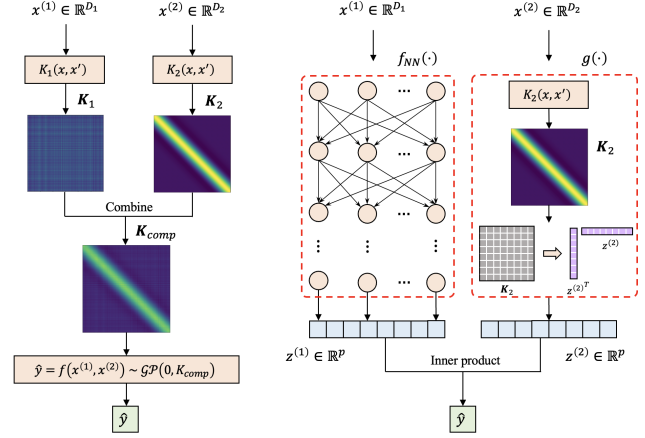 x^(1) ∈ ℝ^{D_1}
x^(2) ∈ ℝ^{D_2}
K_1(x, x′)
K_2(x, x′)
K_1
K_2
Combine
K_comp
ŷ = f(x^(1), x^(2)) ~ 𝒢𝒫(0, K_comp)
ŷ
x^(1) ∈ ℝ^{D_1}
x^(2) ∈ ℝ^{D_2}
f_NN(·)
g(·)
...
...
...
...
K_2(x, x′)
K_2
z^(2)
K_2
z^(2)^T
z^(1) ∈ ℝ^p
Inner product
z^(2) ∈ ℝ^p
ŷ